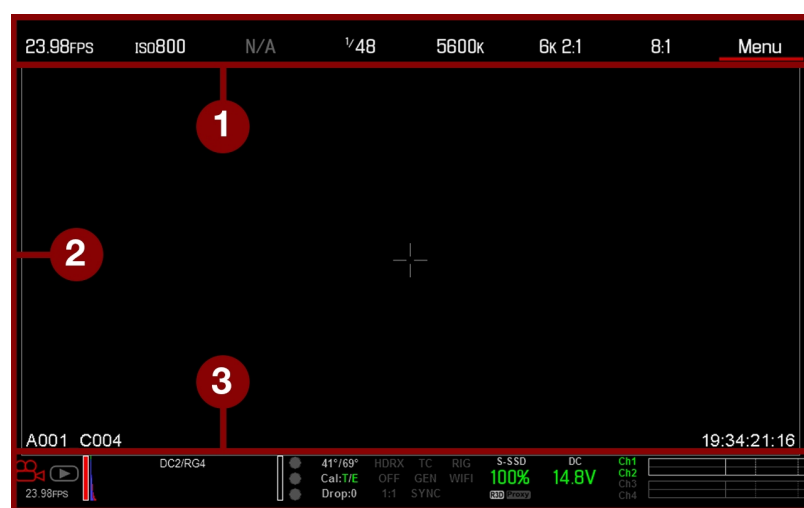 23.98FPS ISO800 N/A 1/48 5600K 6K 2:1 8:1 Menu
1
2
3
A001 C004 19:34:21:16
DC2/RG4 41°/69° HDRX TC RIG S-SSD DC Ch1
Cal:T/E OFF GEN WIFI 100% 14.8V Ch2
Ch3
23.98FPS Drop:0 1:1 SYNC R3D Proxy Ch4